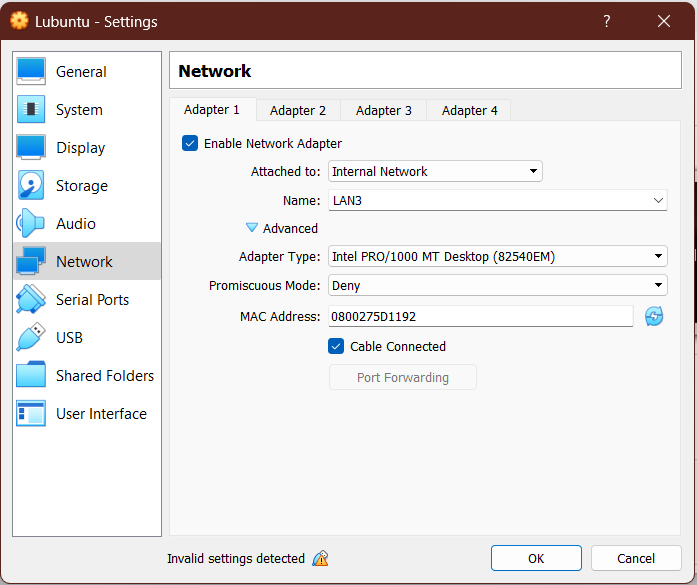 Lubuntu - Settings
?
General
System
Display
Storage
Audio
Network
Serial Ports
USB
Shared Folders
User Interface
Network
Adapter 1
Adapter 2
Adapter 3
Adapter 4
Enable Network Adapter
Attached to: Internal Network
Name: LAN3
Advanced
Adapter Type: Intel PRO/1000 MT Desktop (82540EM)
Promiscuous Mode: Deny
MAC Address: 0800275D1192
Cable Connected
Port Forwarding
Invalid settings detected
OK
Cancel